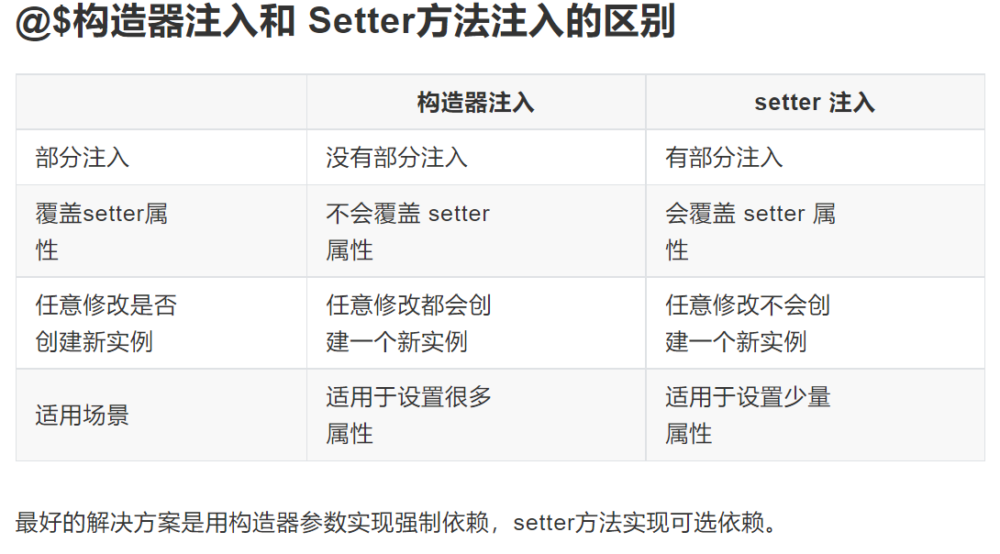 @$构造器注入和 Setter方法注入的区别
构造器注入 setter 注入
部分注入 没有部分注入 有部分注入
覆盖setter属 不会覆盖 setter 会覆盖 setter 属
性 属性 性
任意修改是否 任意修改都会创 任意修改不会创
创建新实例 建一个新实例 建一个新实例
适用于设置很多 适用于设置少量
适用场景
属性 属性
最好的解决方案是用构造器参数实现强制依赖，setter方法实现可选依赖。